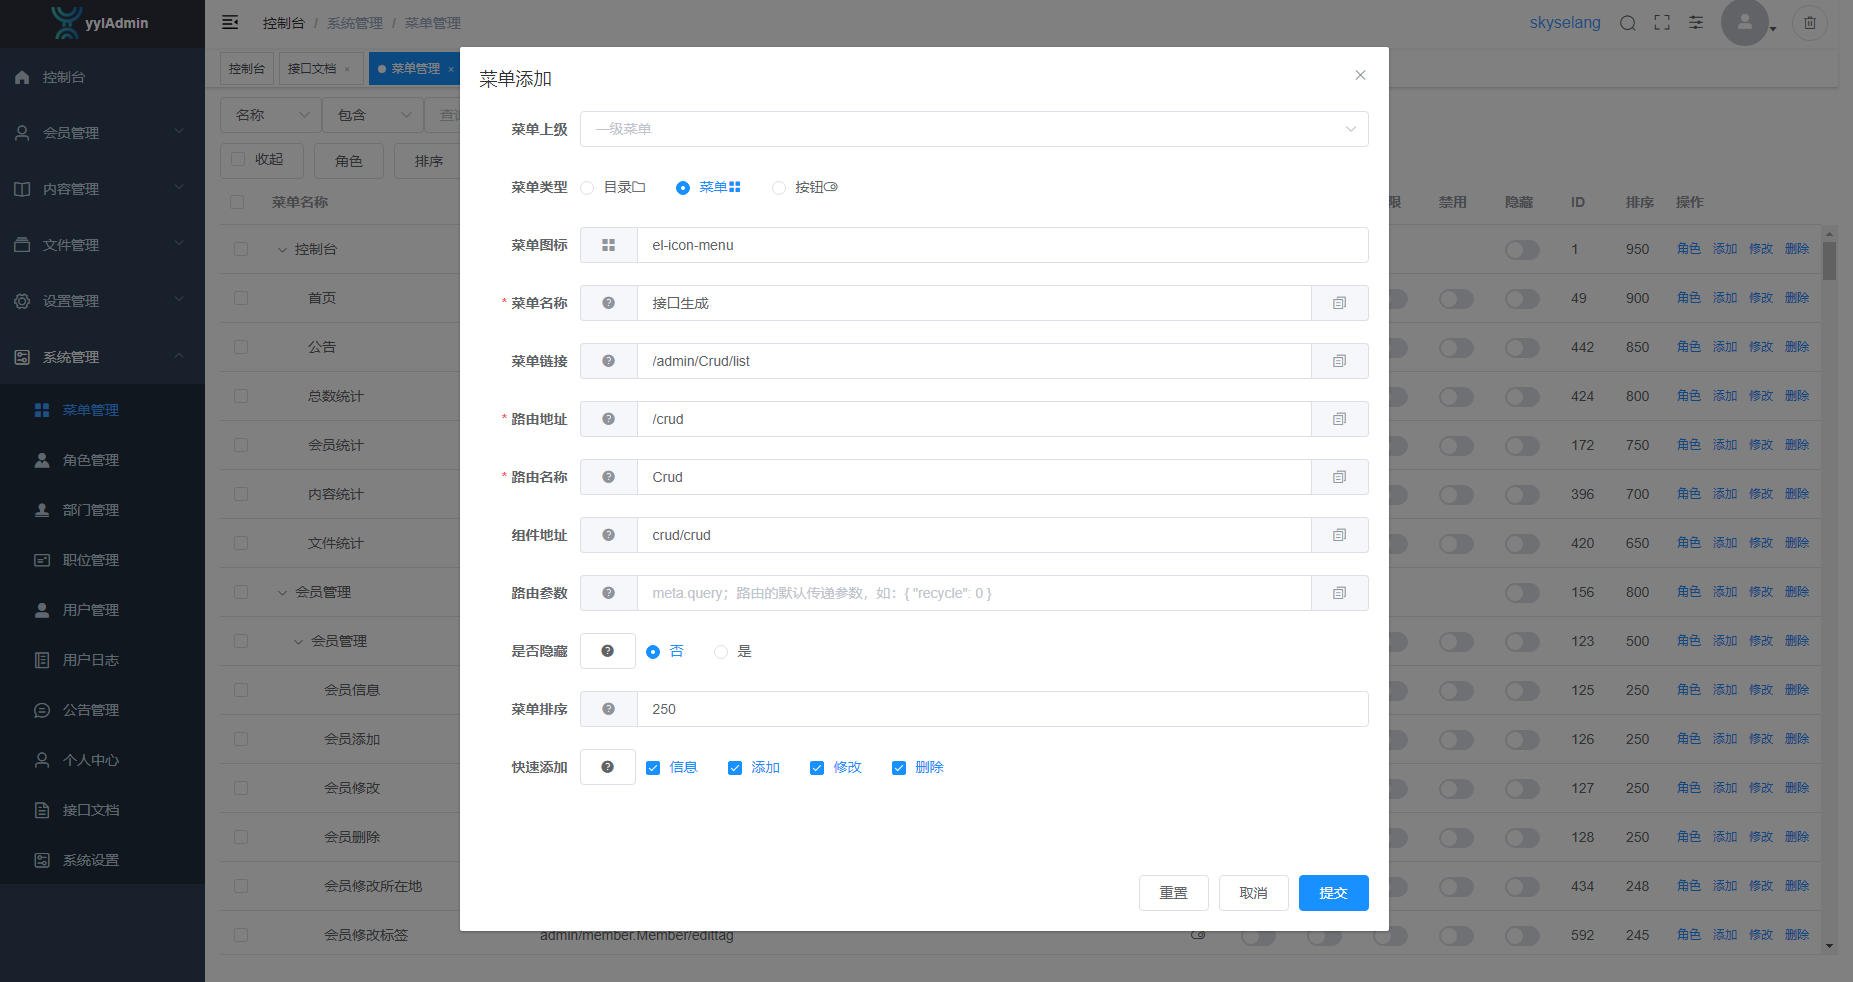 yylAdmin
控制台 / 系统管理 / 菜单管理
skyselang
控制台
会员管理
内容管理
文件管理
设置管理
系统管理
菜单管理
角色管理
部门管理
职位管理
用户管理
用户日志
公告管理
个人中心
接口文档
系统设置
控制台 接口文档 × 菜单管理 ×
名称 包含
收起 角色 排序
菜单名称 禁用 隐藏 ID 排序 操作
控制台 1 950 角色 添加 修改 删除
首页 49 900 角色 添加 修改 删除
公告 442 850 角色 添加 修改 删除
总数统计 424 800 角色 添加 修改 删除
会员统计 172 750 角色 添加 修改 删除
内容统计 396 700 角色 添加 修改 删除
文件统计 420 650 角色 添加 修改 删除
会员管理 156 800 角色 添加 修改 删除
会员管理 123 500 角色 添加 修改 删除
会员信息 125 250 角色 添加 修改 删除
会员添加 126 250 角色 添加 修改 删除
会员修改 127 250 角色 添加 修改 删除
会员删除 128 250 角色 添加 修改 删除
会员修改所在地 434 248 角色 添加 修改 删除
会员修改标签 admin/member.Member/edittag 592 245 角色 添加 修改 删除
菜单添加
菜单上级 一级菜单
菜单类型 目录 菜单 按钮
菜单图标 el-icon-menu
* 菜单名称 接口生成
菜单链接 /admin/Crud/list
* 路由地址 /crud
* 路由名称 Crud
组件地址 crud/crud
路由参数 meta.query；路由的默认传递参数，如：{ "recycle": 0 }
是否隐藏 否 是
菜单排序 250
快速添加 信息 添加 修改 删除
重置 取消 提交